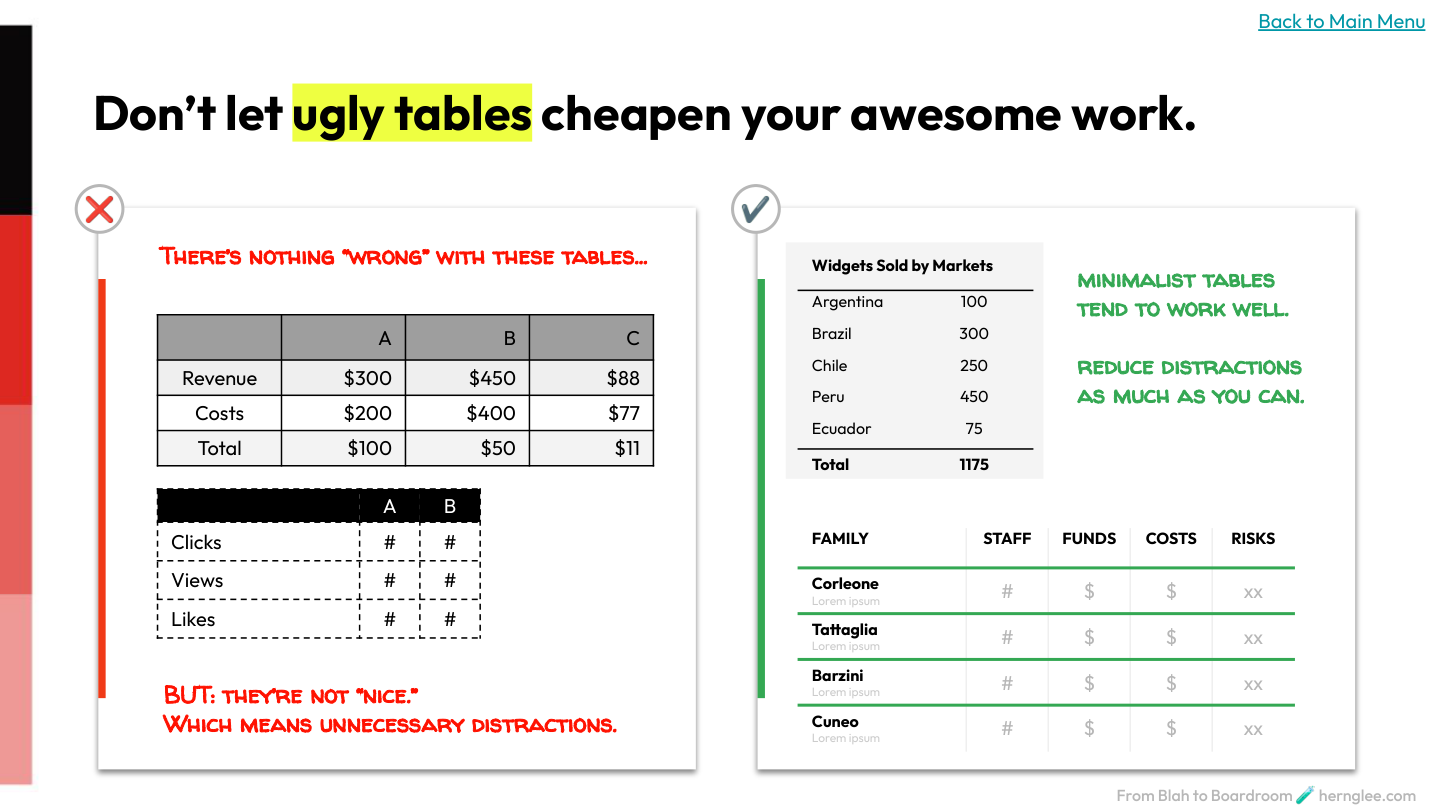 Back to Main Menu
Don’t let ugly tables cheapen your awesome work.
There's nothing “wrong” with these tables...
A B C
Revenue $300 $450 $88
Costs $200 $400 $77
Total $100 $50 $11
A B
Clicks # #
Views # #
Likes # #
BUT: they're not “nice.”
Which means unnecessary distractions.
Widgets Sold by Markets
Argentina 100
Brazil 300
Chile 250
Peru 450
Ecuador 75
Total 1175
minimalist tables
tend to work well.
reduce distractions
as much as you can.
FAMILY STAFF FUNDS COSTS RISKS
Corleone # $ $ xx
Lorem ipsum
Tattaglia # $ $ xx
Lorem ipsum
Barzini # $ $ xx
Lorem ipsum
Cuneo # $ $ xx
Lorem ipsum
From Blah to Boardroom 🧪 hernglee.com